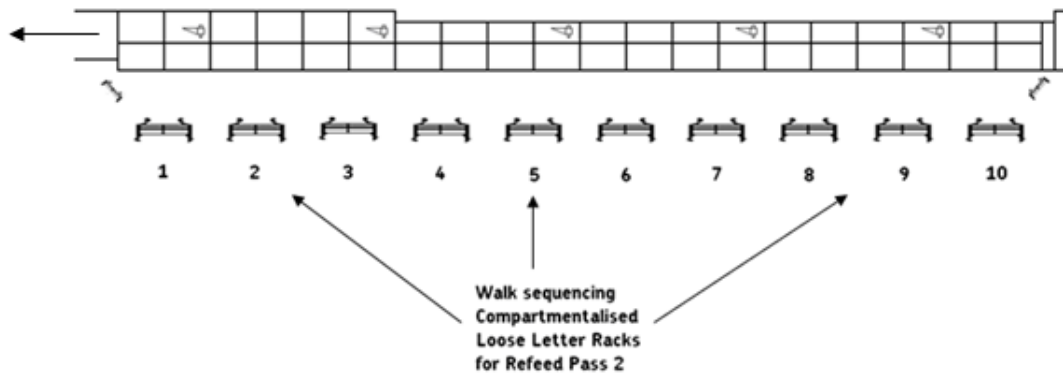 1 2 3 4 5 6 7 8 9 10
Walk sequencing
Compartmentalised
Loose Letter Racks
for Refeed Pass 2